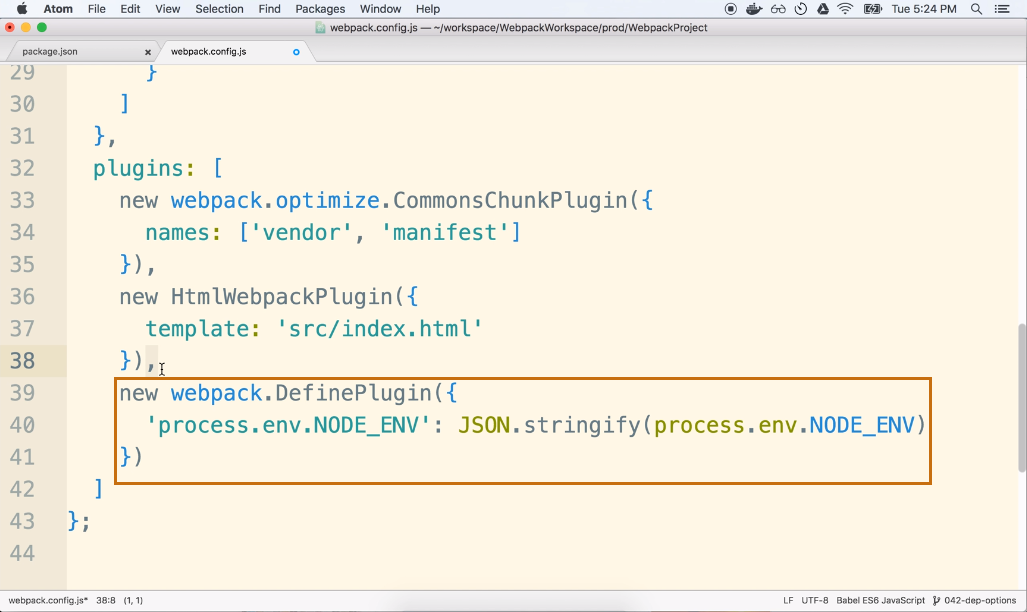 Atom File Edit View Selection Find Packages Window Help Tue 5:24 PM
webpack.config.js — ~/workspace/WebpackWorkspace/prod/WebpackProject
package.json × webpack.config.js
29 }
30 ]
31 },
32 plugins: [
33 new webpack.optimize.CommonsChunkPlugin({
34 names: ['vendor', 'manifest']
35 }),
36 new HtmlWebpackPlugin({
37 template: 'src/index.html'
38 }),
39 new webpack.DefinePlugin({
40 'process.env.NODE_ENV': JSON.stringify(process.env.NODE_ENV)
41 })
42 ]
43 };
44
webpack.config.js* 38:8 (1, 1) LF UTF-8 Babel ES6 JavaScript 042-dep-options